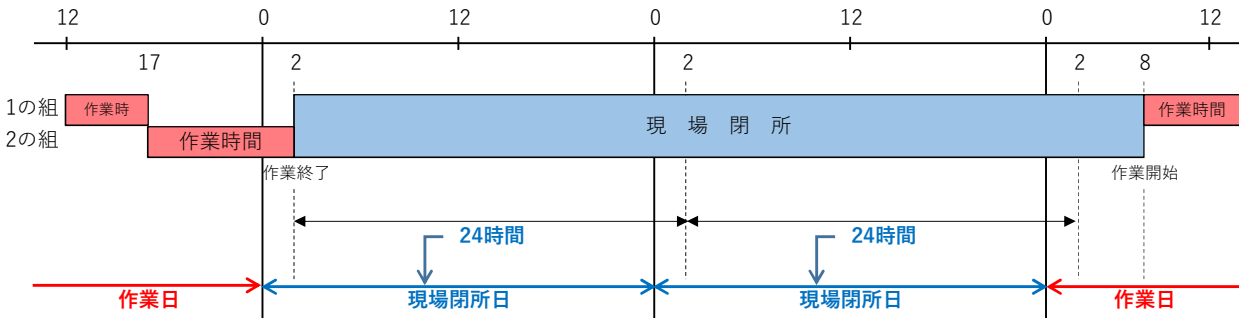 12 0 12 0 12 0 12
17 2 2 2 8
1の組 作業時 現場閉所 作業時間
2の組 作業時間
作業終了 作業開始
24時間 24時間
作業日 現場閉所日 現場閉所日 作業日